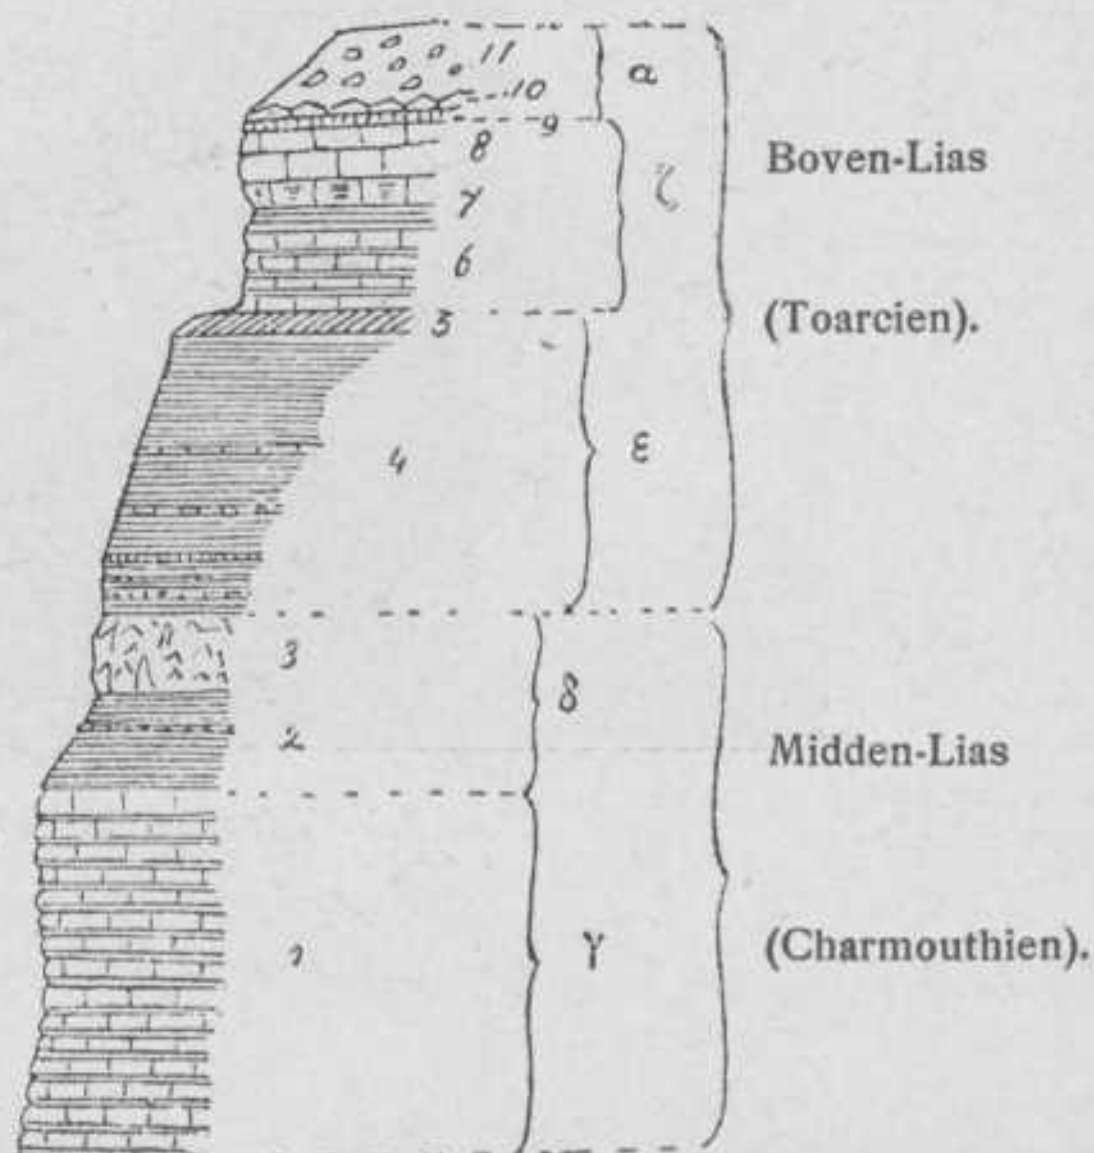 11
α
10
9
8
Boven-Lias
ζ
7
6
5
(Toarcien).
4
ε
3
δ
2
Midden-Lias
1
γ
(Charmouthien).